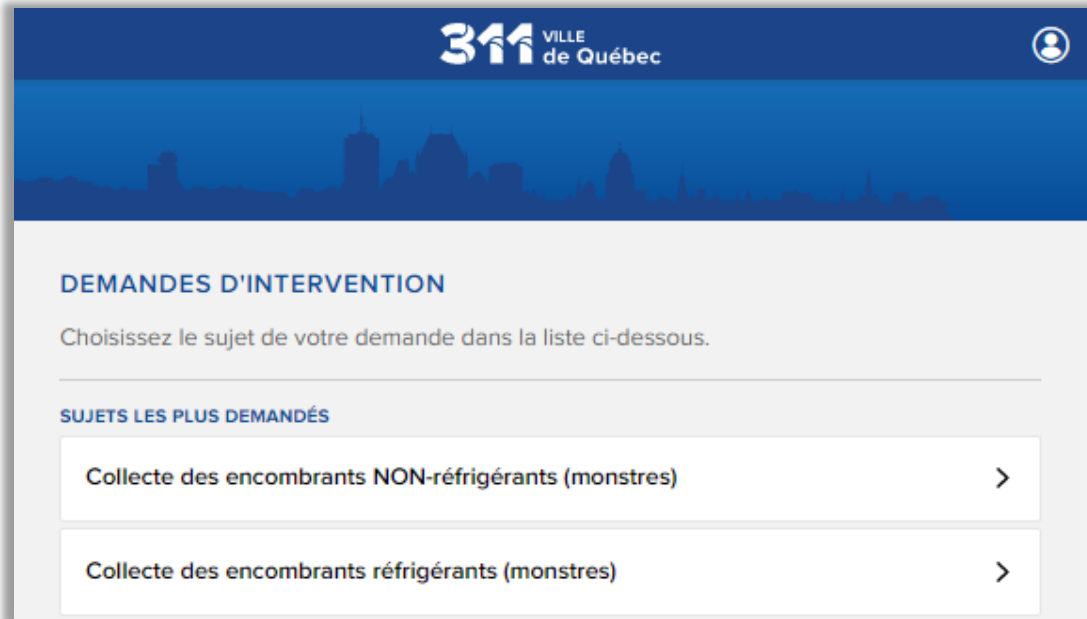 311 VILLE
de Québec
DEMANDES D'INTERVENTION
Choisissez le sujet de votre demande dans la liste ci-dessous.
SUJETS LES PLUS DEMANDÉS
Collecte des encombrants NON-réfrigérants (monstres)
Collecte des encombrants réfrigérants (monstres)